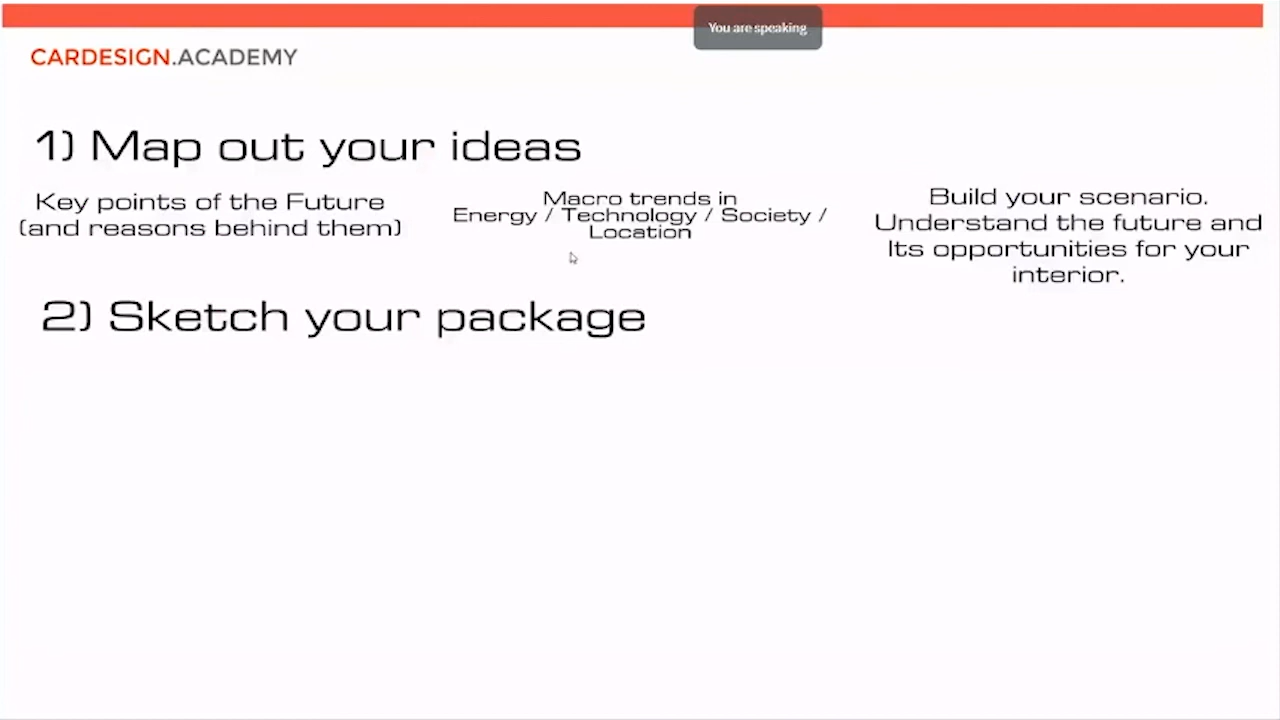 You are speaking
CARDESIGN.ACADEMY
1) Map out your ideas
Key points of the Future
(and reasons behind them)
Macro trends in
Energy / Technology / Society /
Location
Build your scenario.
Understand the future and
Its opportunities for your
interior.
2) Sketch your package